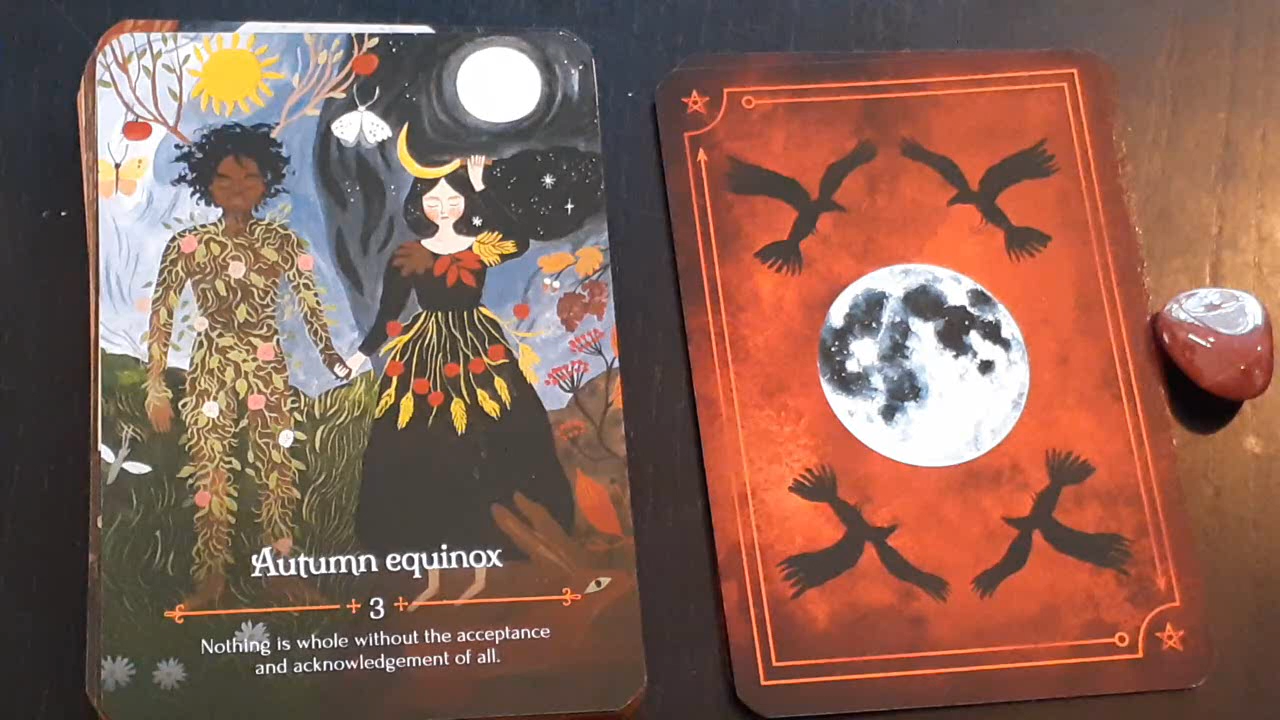 Autumn equinox
3
Nothing is whole without the acceptance
and acknowledgement of all.